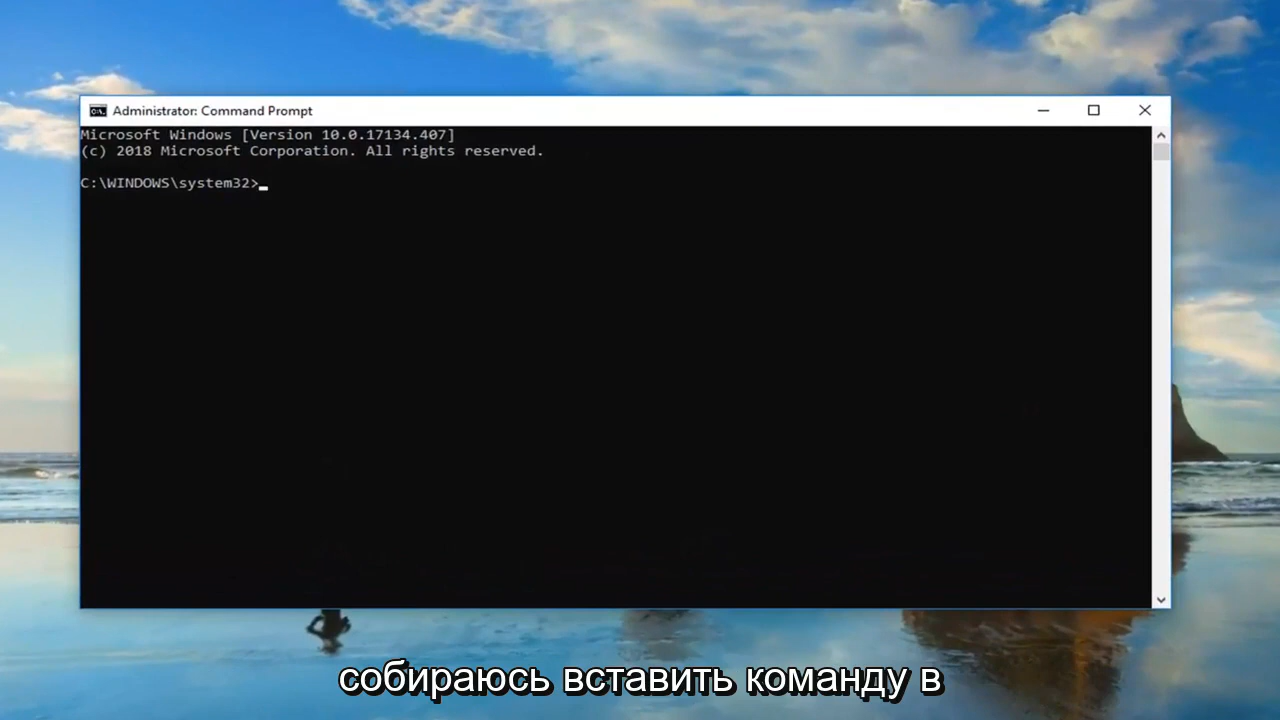 Administrator: Command Prompt
Microsoft Windows [Version 10.0.17134.407]
(c) 2018 Microsoft Corporation. All rights reserved.
C:\WINDOWS\system32>
собираюсь вставить команду в